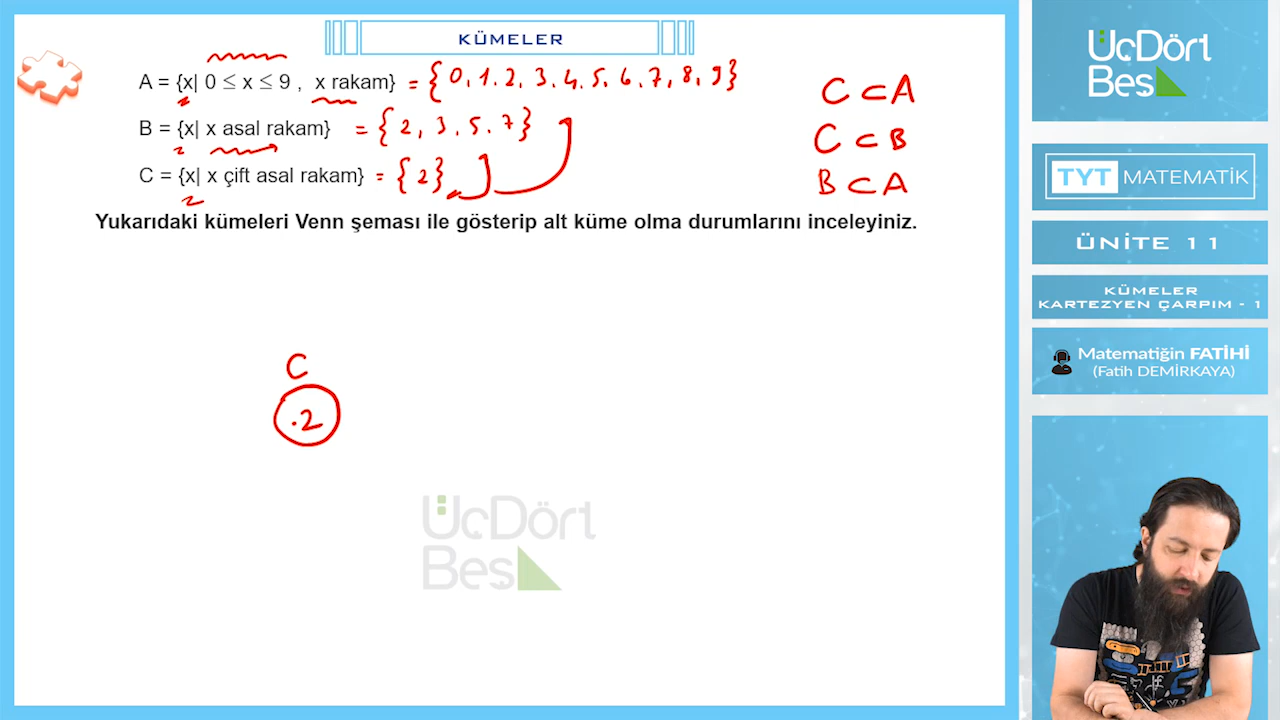 KÜMELER
A = {x| 0 ≤ x ≤ 9 , x rakam} = {0, 1, 2, 3, 4, 5, 6, 7, 8, 9}
B = {x| x asal rakam} = {2, 3, 5, 7}
C = {x| x çift asal rakam} = {2}
C ⊂ A
C ⊂ B
B ⊂ A
Yukarıdaki kümeleri Venn şeması ile gösterip alt küme olma durumlarını inceleyiniz.
C
.2
ÜçDört
Beş
ÜçDört
Beş
TYT MATEMATİK
ÜNİTE 11
KÜMELER
KARTEZYEN ÇARPIM - 1
Matematiğin FATİHİ
(Fatih DEMİRKAYA)